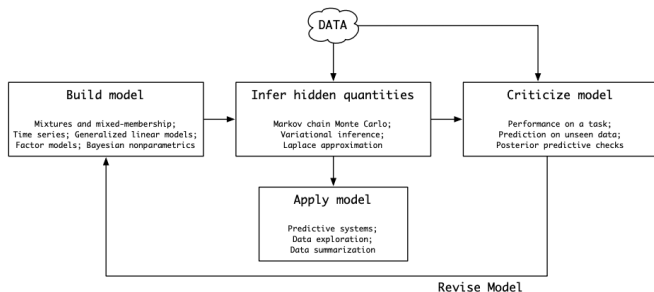 DATA
Build model
Mixtures and mixed-membership;
Time series; Generalized linear models;
Factor models; Bayesian nonparametrics
Infer hidden quantities
Markov chain Monte Carlo;
Variational inference;
Laplace approximation
Criticize model
Performance on a task;
Prediction on unseen data;
Posterior predictive checks
Apply model
Predictive systems;
Data exploration;
Data summarization
Revise Model